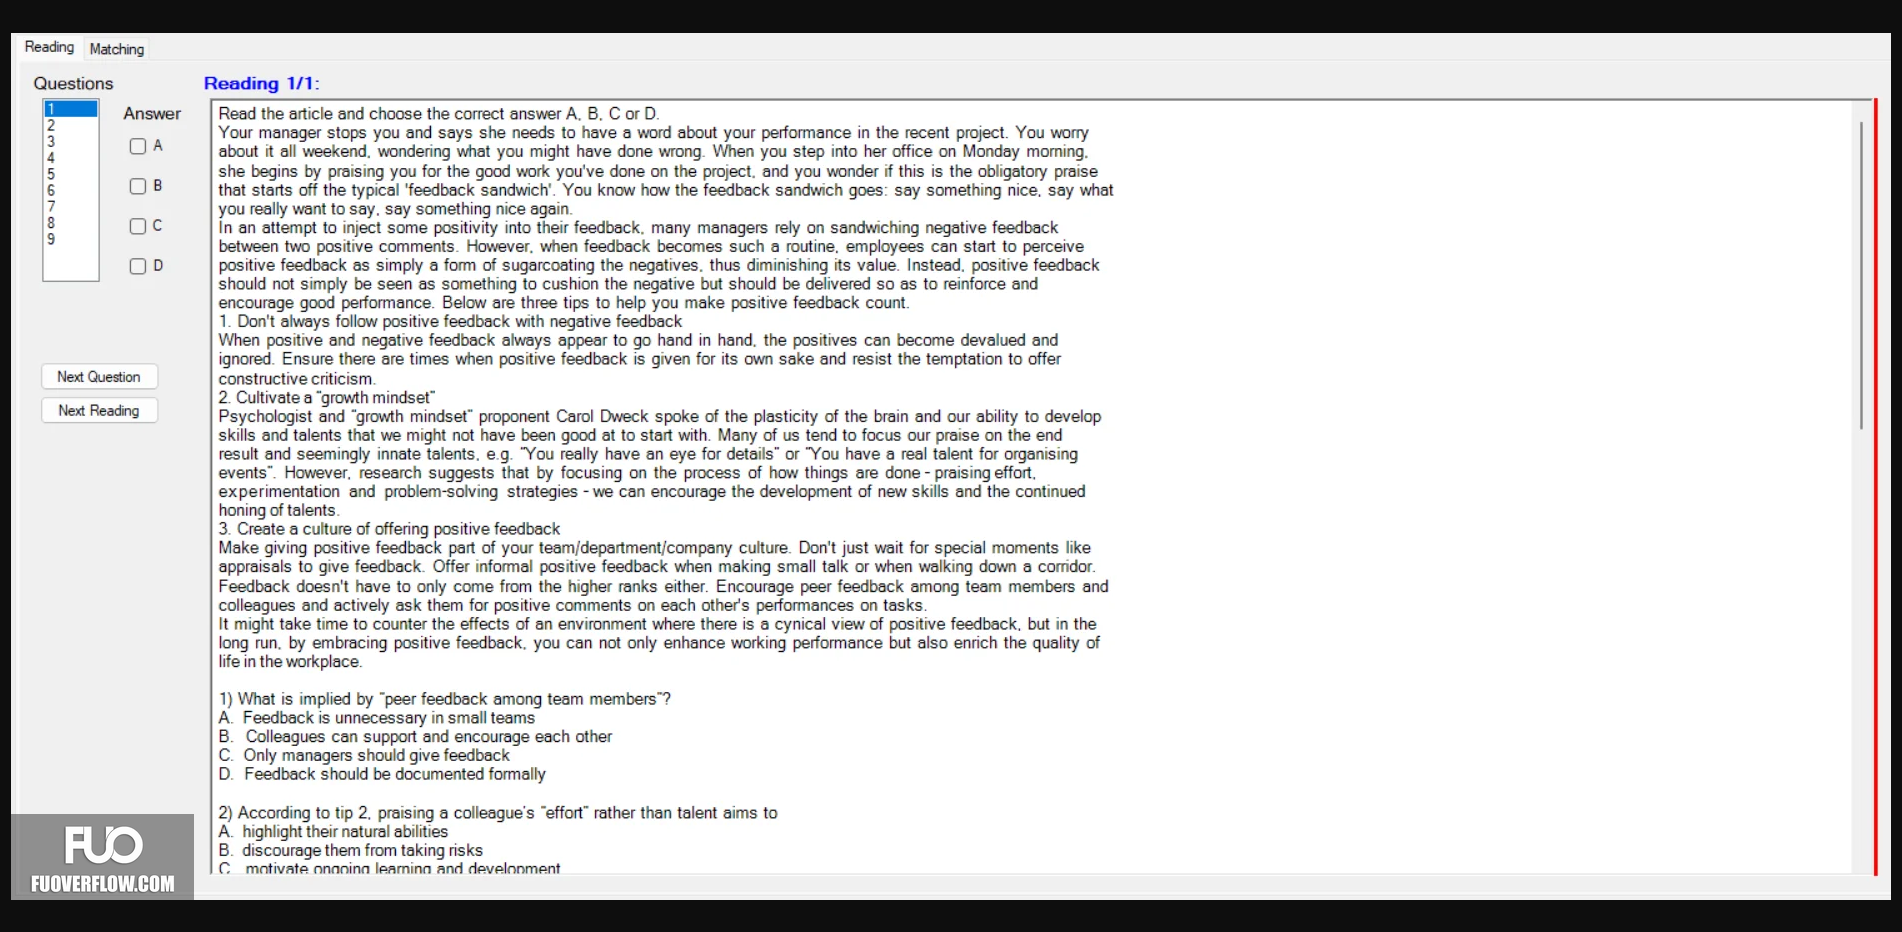 Reading Matching
Questions
Reading 1/1:
1
2
3
4
5
6
7
8
9
Answer
A
B
C
D
Next Question
Next Reading
Read the article and choose the correct answer A, B, C or D.
Your manager stops you and says she needs to have a word about your performance in the recent project. You worry
about it all weekend, wondering what you might have done wrong. When you step into her office on Monday morning,
she begins by praising you for the good work you've done on the project, and you wonder if this is the obligatory praise
that starts off the typical 'feedback sandwich'. You know how the feedback sandwich goes: say something nice, say what
you really want to say, say something nice again.
In an attempt to inject some positivity into their feedback, many managers rely on sandwiching negative feedback
between two positive comments. However, when feedback becomes such a routine, employees can start to perceive
positive feedback as simply a form of sugarcoating the negatives, thus diminishing its value. Instead, positive feedback
should not simply be seen as something to cushion the negative but should be delivered so as to reinforce and
encourage good performance. Below are three tips to help you make positive feedback count.
1. Don't always follow positive feedback with negative feedback
When positive and negative feedback always appear to go hand in hand, the positives can become devalued and
ignored. Ensure there are times when positive feedback is given for its own sake and resist the temptation to offer
constructive criticism.
2. Cultivate a "growth mindset"
Psychologist and "growth mindset" proponent Carol Dweck spoke of the plasticity of the brain and our ability to develop
skills and talents that we might not have been good at to start with. Many of us tend to focus our praise on the end
result and seemingly innate talents, e.g. "You really have an eye for details" or "You have a real talent for organising
events". However, research suggests that by focusing on the process of how things are done - praising effort,
experimentation and problem-solving strategies - we can encourage the development of new skills and the continued
honing of talents.
3. Create a culture of offering positive feedback
Make giving positive feedback part of your team/department/company culture. Don't just wait for special moments like
appraisals to give feedback. Offer informal positive feedback when making small talk or when walking down a corridor.
Feedback doesn't have to only come from the higher ranks either. Encourage peer feedback among team members and
colleagues and actively ask them for positive comments on each other's performances on tasks.
It might take time to counter the effects of an environment where there is a cynical view of positive feedback, but in the
long run, by embracing positive feedback, you can not only enhance working performance but also enrich the quality of
life in the workplace.
1) What is implied by "peer feedback among team members"?
A. Feedback is unnecessary in small teams
B. Colleagues can support and encourage each other
C. Only managers should give feedback
D. Feedback should be documented formally
2) According to tip 2, praising a colleague's "effort" rather than talent aims to
A. highlight their natural abilities
B. discourage them from taking risks
C. motivate ongoing learning and development
FUO
FUOVERFLOW.COM